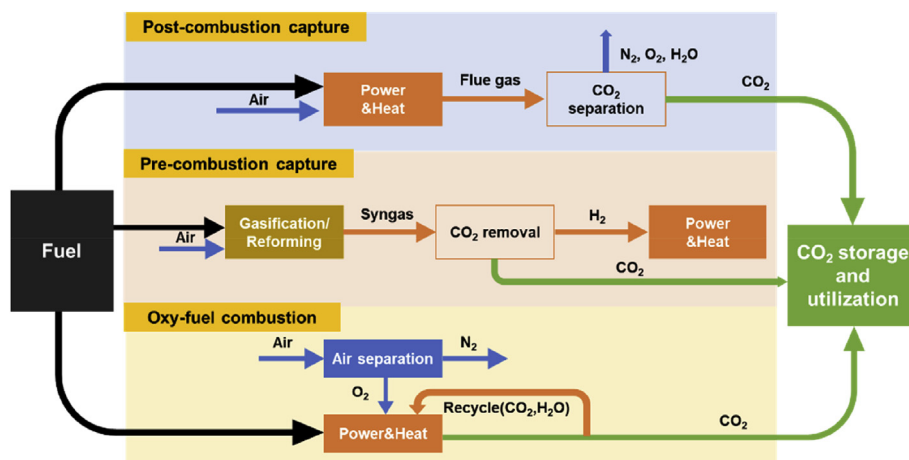 Post-combustion capture
N₂, O₂, H₂O
Air
Power
&Heat
Flue gas
CO₂
separation
CO₂
Pre-combustion capture
Fuel
Air
Gasification/
Reforming
Syngas
CO₂ removal
H₂
Power
&Heat
CO₂
CO₂ storage
and
utilization
Oxy-fuel combustion
Air
Air separation
N₂
O₂
Recycle(CO₂,H₂O)
Power&Heat
CO₂